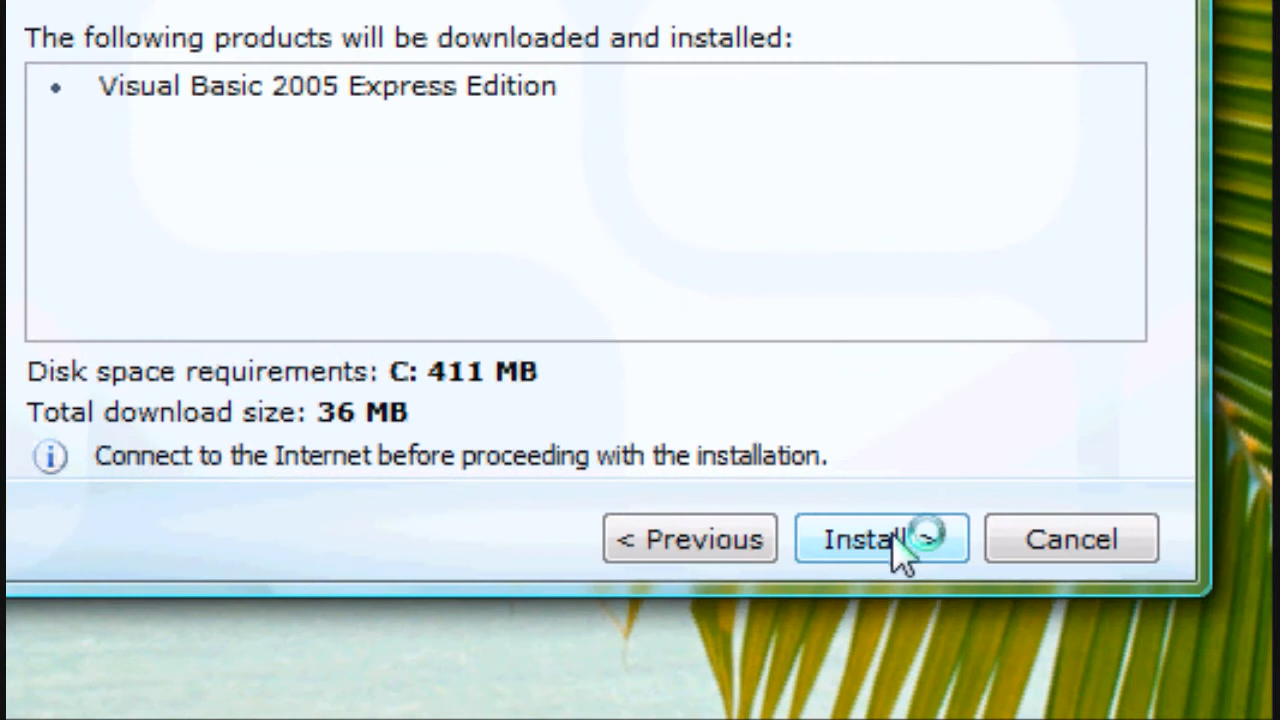 The following products will be downloaded and installed:
• Visual Basic 2005 Express Edition
Disk space requirements: C: 411 MB
Total download size: 36 MB
Connect to the Internet before proceeding with the installation.
< Previous Install > Cancel